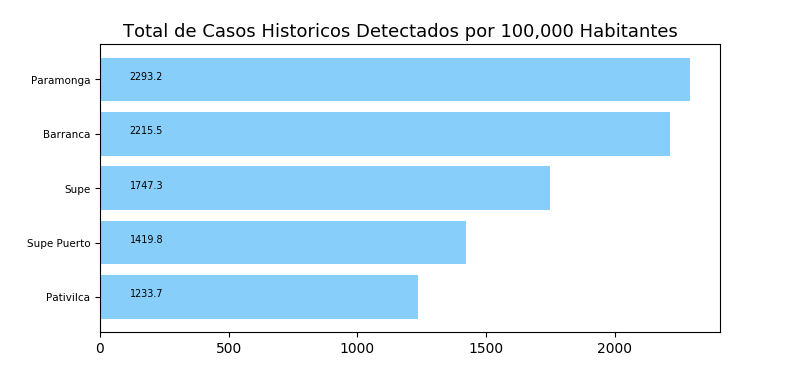 Total de Casos Historicos Detectados por 100,000 Habitantes
Paramonga 2293.2
Barranca 2215.5
Supe 1747.3
Supe Puerto 1419.8
Pativilca 1233.7
0 500 1000 1500 2000